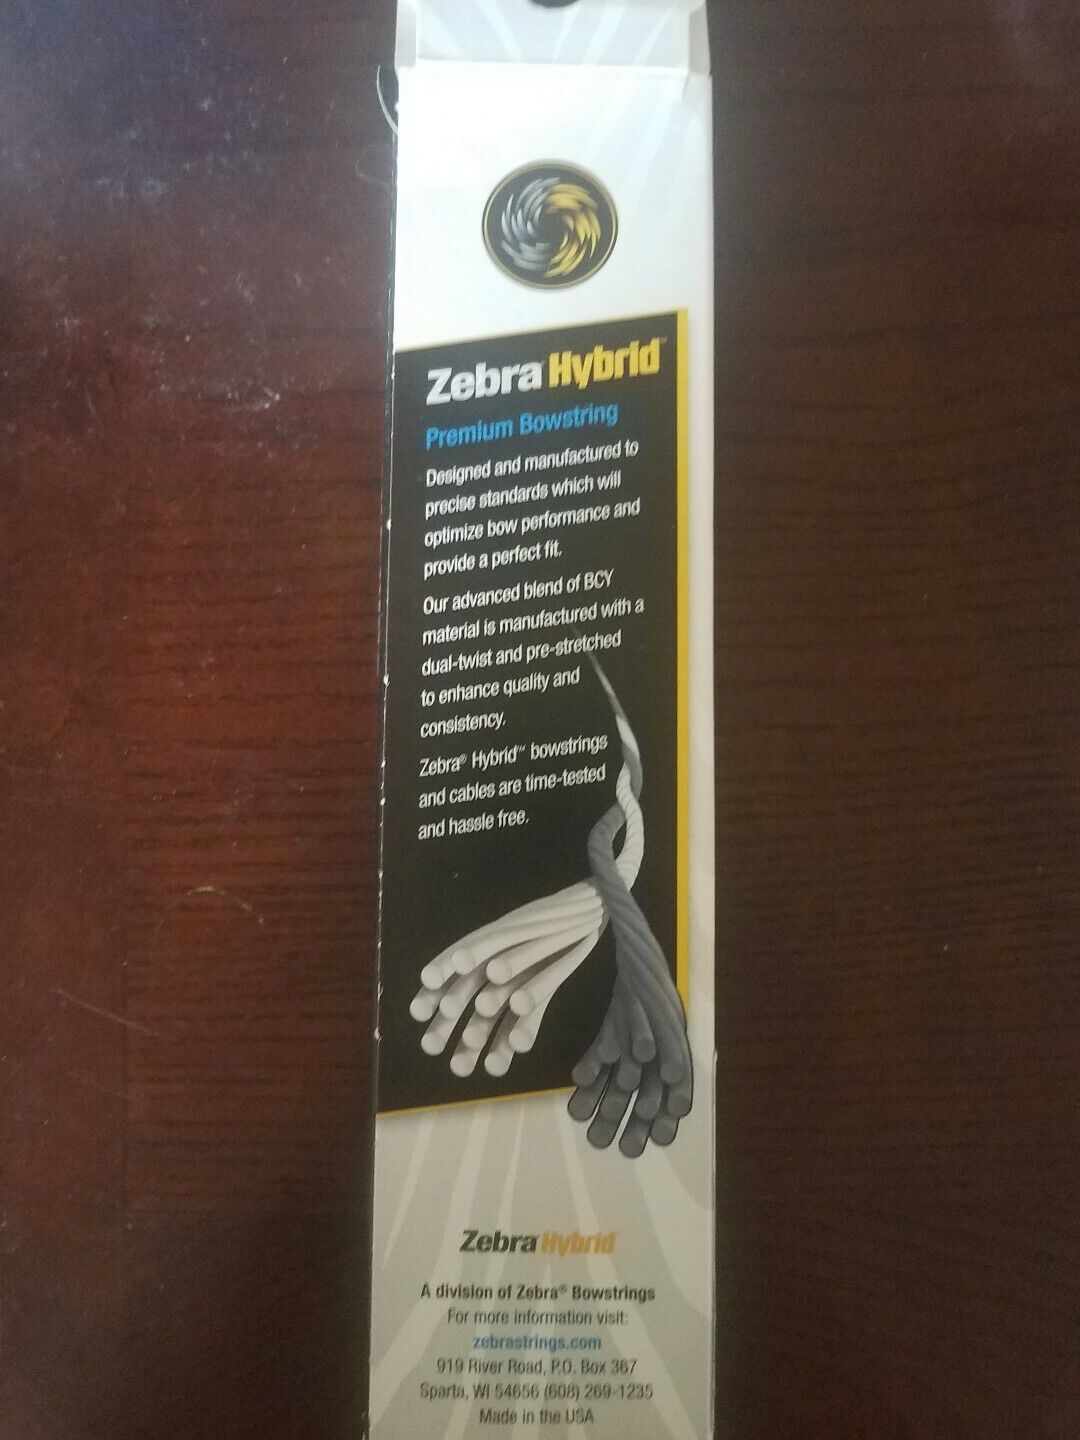 Zebra Hybrid™
Premium Bowstring
Designed and manufactured to
precise standards which will
optimize bow performance and
provide a perfect fit.
Our advanced blend of BCY
material is manufactured with a
dual-twist and pre-stretched
to enhance quality and
consistency.
Zebra® Hybrid™ bowstrings
and cables are time-tested
and hassle free.
Zebra Hybrid
A division of Zebra® Bowstrings
For more information visit:
zebrastrings.com
919 River Road, P.O. Box 367
Sparta, WI 54656 (608) 269-1235
Made in the USA